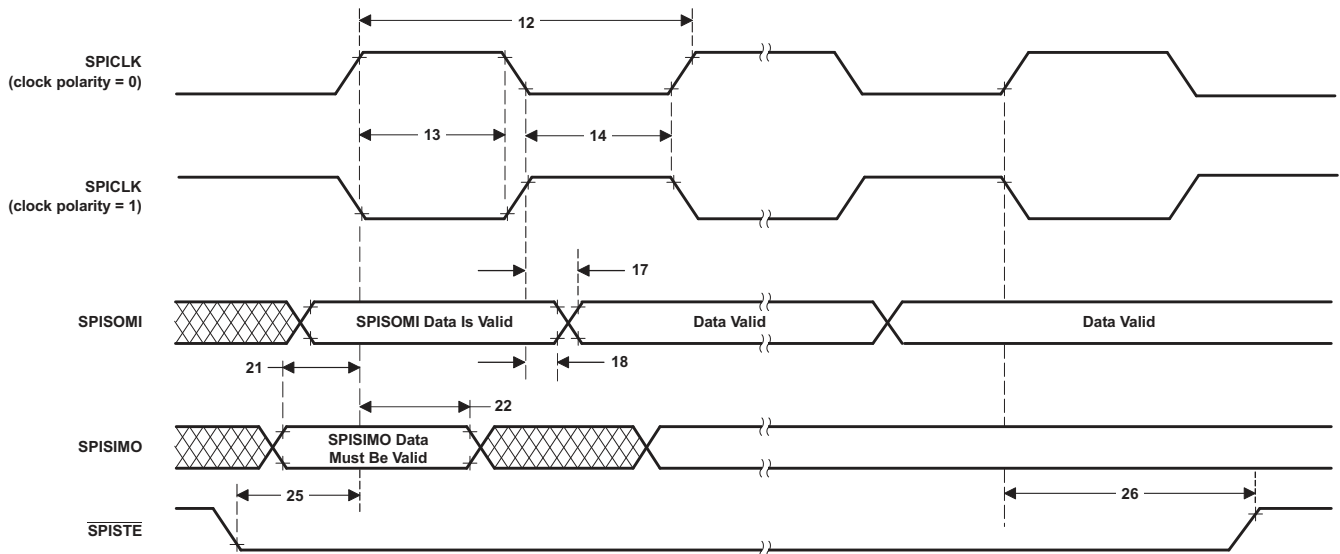 12
SPICLK
(clock polarity = 0)
13
14
SPICLK
(clock polarity = 1)
17
SPISOMI
SPISOMI Data Is Valid
Data Valid
Data Valid
18
21
22
SPISIMO
SPISIMO Data
Must Be Valid
25
26
SPISTE